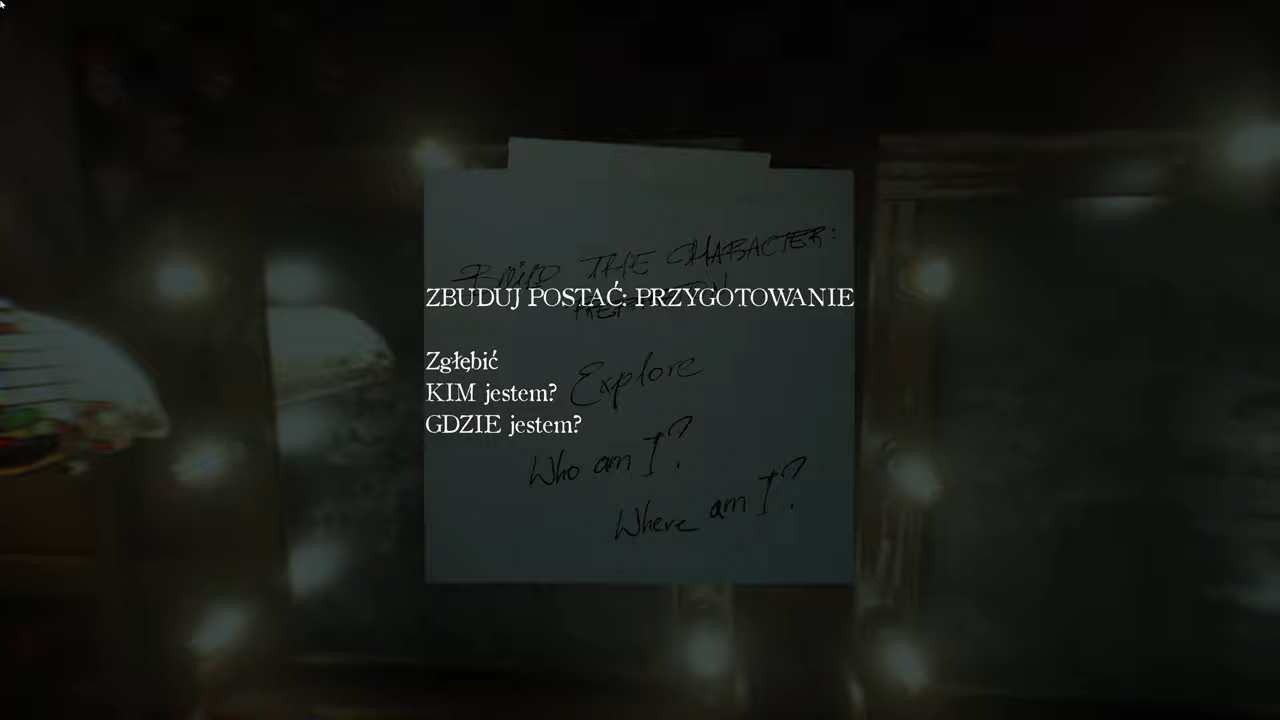 BUilD THE CHARACTER:
ZBUDUJ POSTAĆ: PRZYGOTOWANIE
Zgłębić
Explore
KIM jestem?
GDZIE jestem?
Who am I?
Where am I?